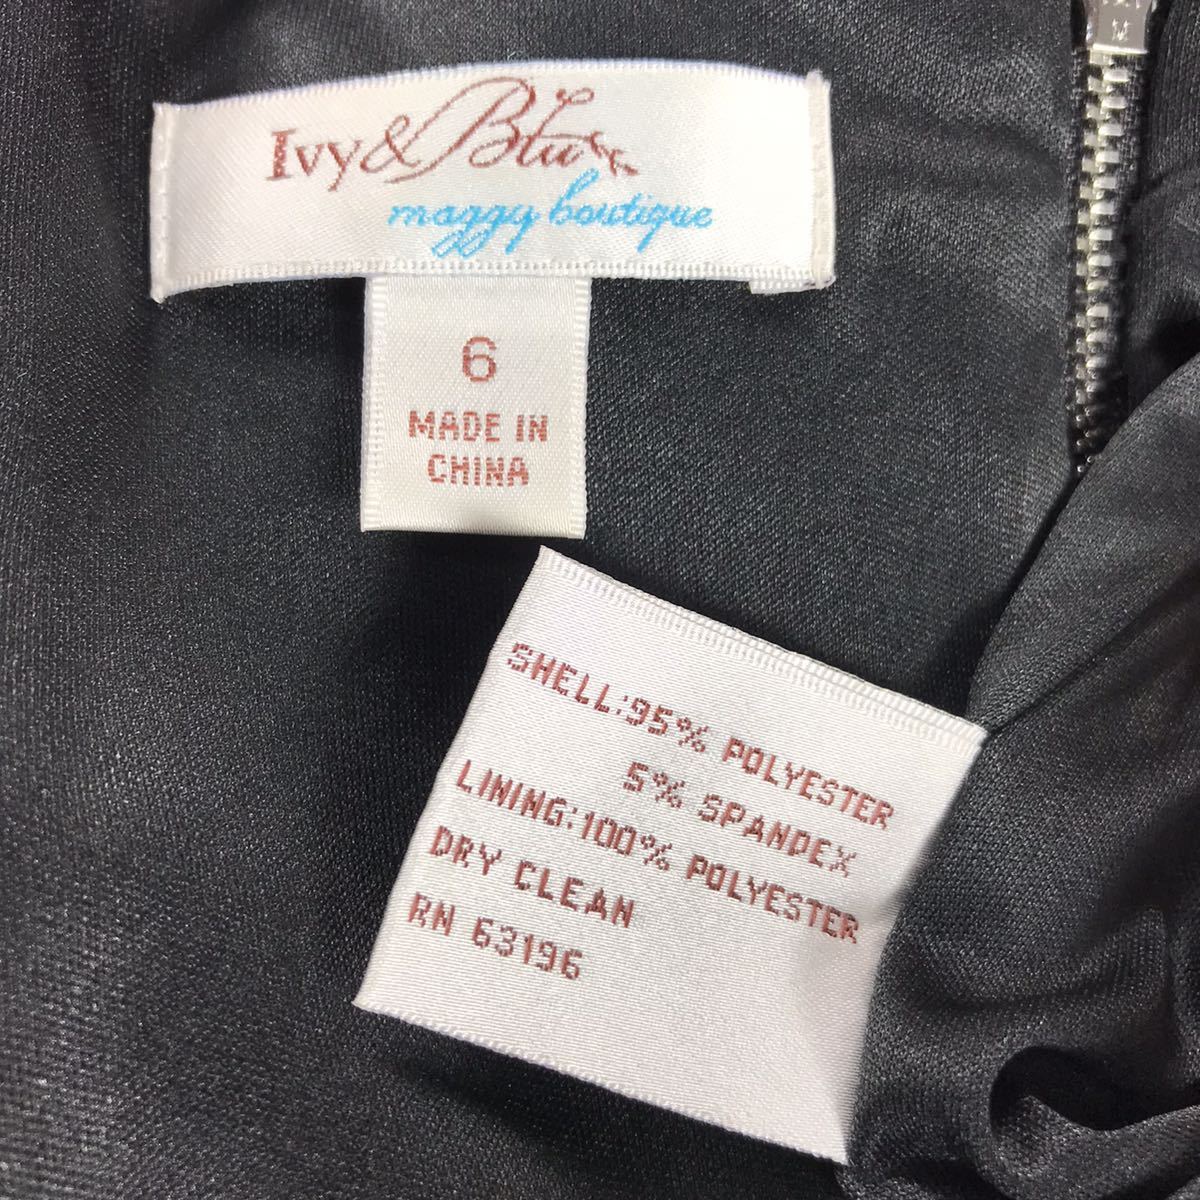 Ivy & Blu
maggy boutique
6
MADE IN
CHINA
SHELL:95% POLYESTER
5% SPANDEX
LINING:100% POLYESTER
DRY CLEAN
RN 63196